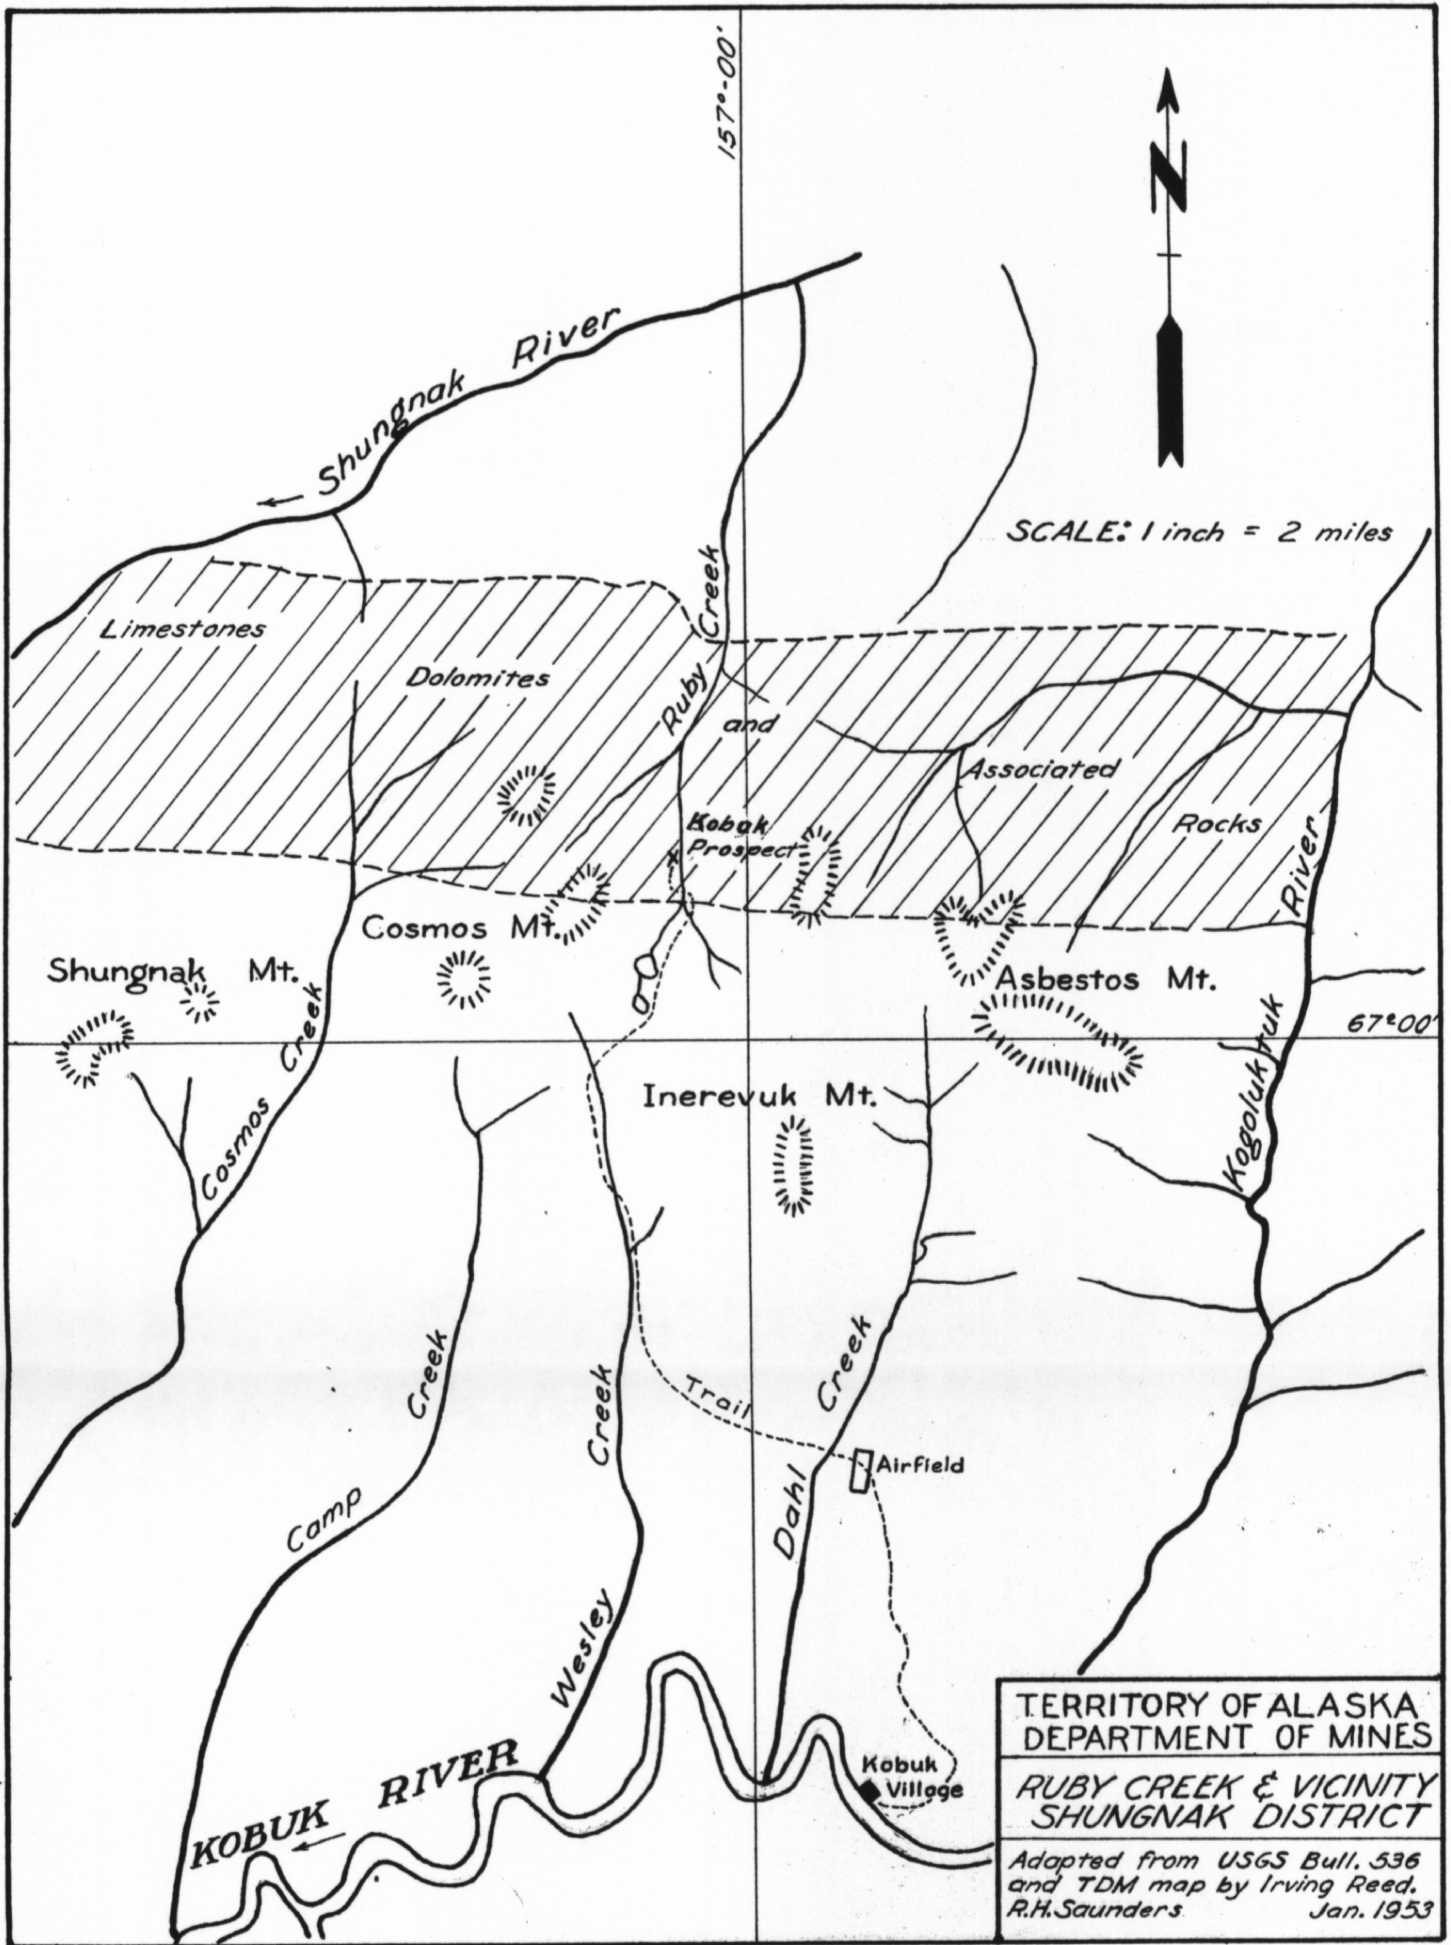 157°-00'
N
Shungnak River
SCALE: 1 inch = 2 miles
Limestones
Dolomites
Ruby Creek
and
Associated
Rocks
Kobuk
Prospect
Cosmos Mt.
Shungnak Mt.
Asbestos Mt.
67°00'
Cosmos Creek
Inerevuk Mt.
Kogoluktuk River
Camp Creek
Wesley Creek
Trail
Dahl Creek
Airfield
KOBUK RIVER
Kobuk
Village
TERRITORY OF ALASKA
DEPARTMENT OF MINES
RUBY CREEK & VICINITY
SHUNGNAK DISTRICT
Adapted from USGS Bull. 536
and TDM map by Irving Reed.
R.H.Saunders Jan. 1953